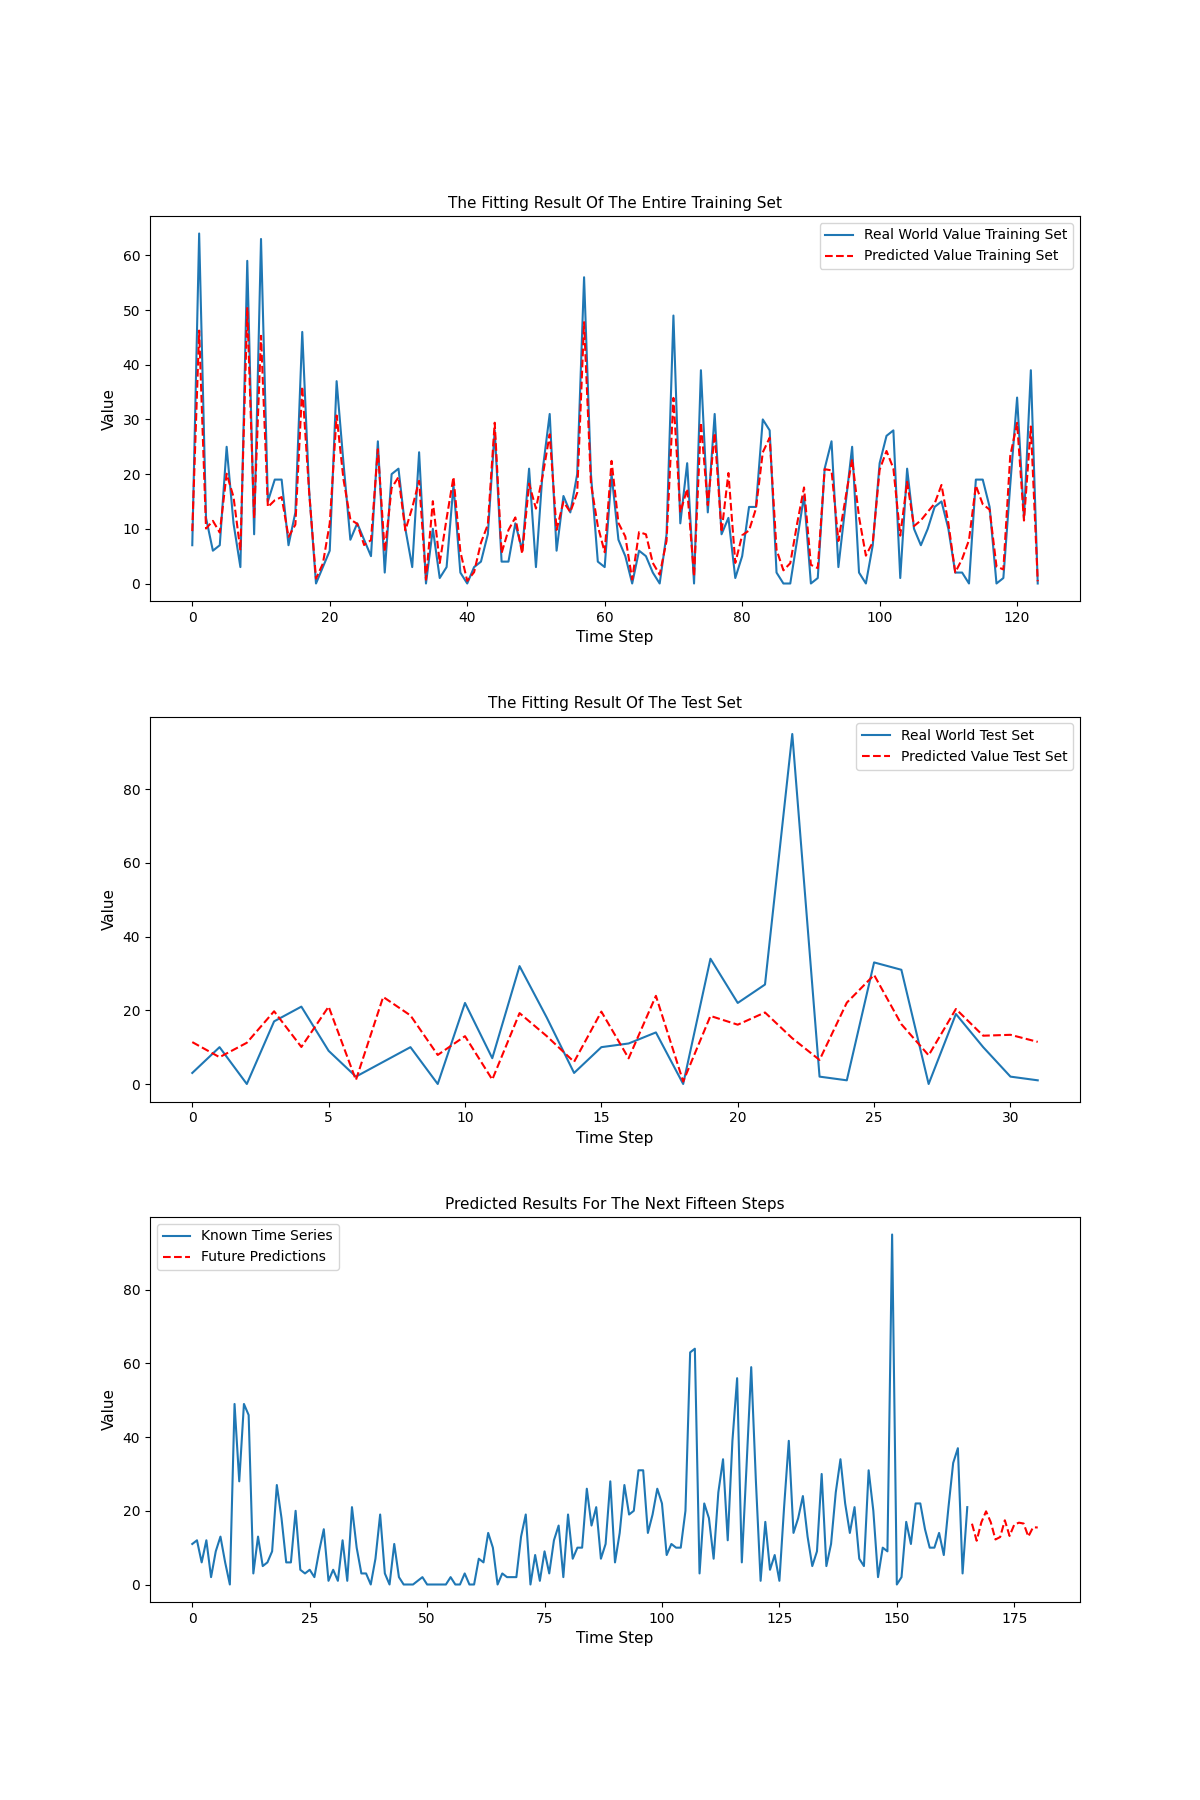 The Fitting Result Of The Entire Training Set
Real World Value Training Set
Predicted Value Training Set
60
50
40
30
20
10
0
Value
0 20 40 60 80 100 120
Time Step
The Fitting Result Of The Test Set
Real World Test Set
Predicted Value Test Set
80
60
40
20
0
Value
0 5 10 15 20 25 30
Time Step
Predicted Results For The Next Fifteen Steps
Known Time Series
Future Predictions
80
60
40
20
0
Value
0 25 50 75 100 125 150 175
Time Step